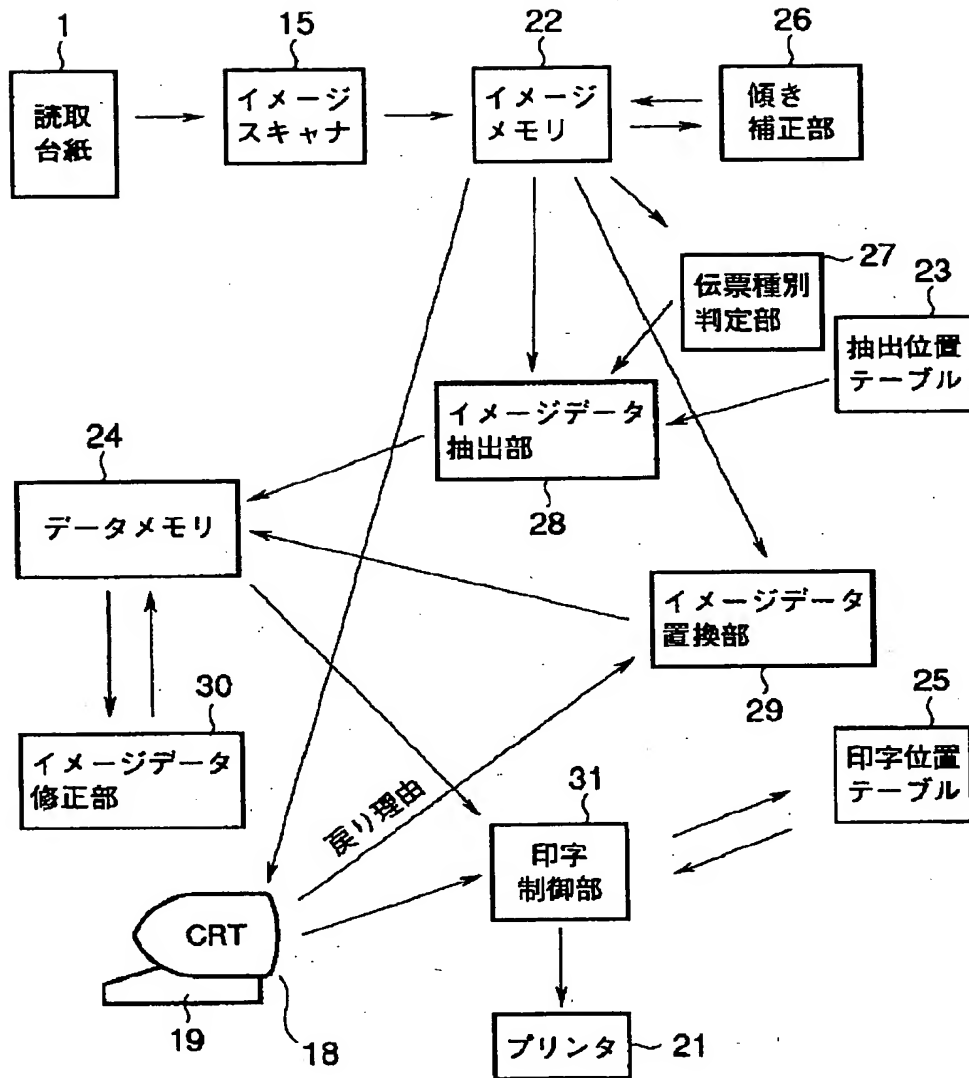 1
15
22
26
読取
台紙
イメージ
スキャナ
イメージ
メモリ
傾き
補正部
27
伝票種別
判定部
23
抽出位置
テーブル
イメージデータ
抽出部
28
24
データメモリ
イメージデータ
置換部
29
30
イメージデータ
修正部
戻り理由
31
印字
制御部
25
印字位置
テーブル
CRT
19
18
プリンタ
21